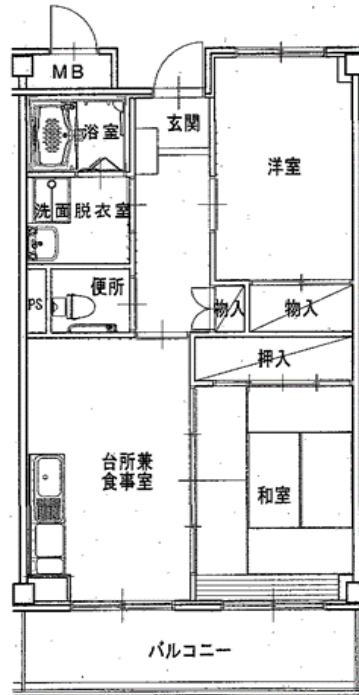 MB
浴室
玄関
洋室
洗面脱衣室
便所
PS
物入
物入
押入
台所兼
食事室
和室
バルコニー